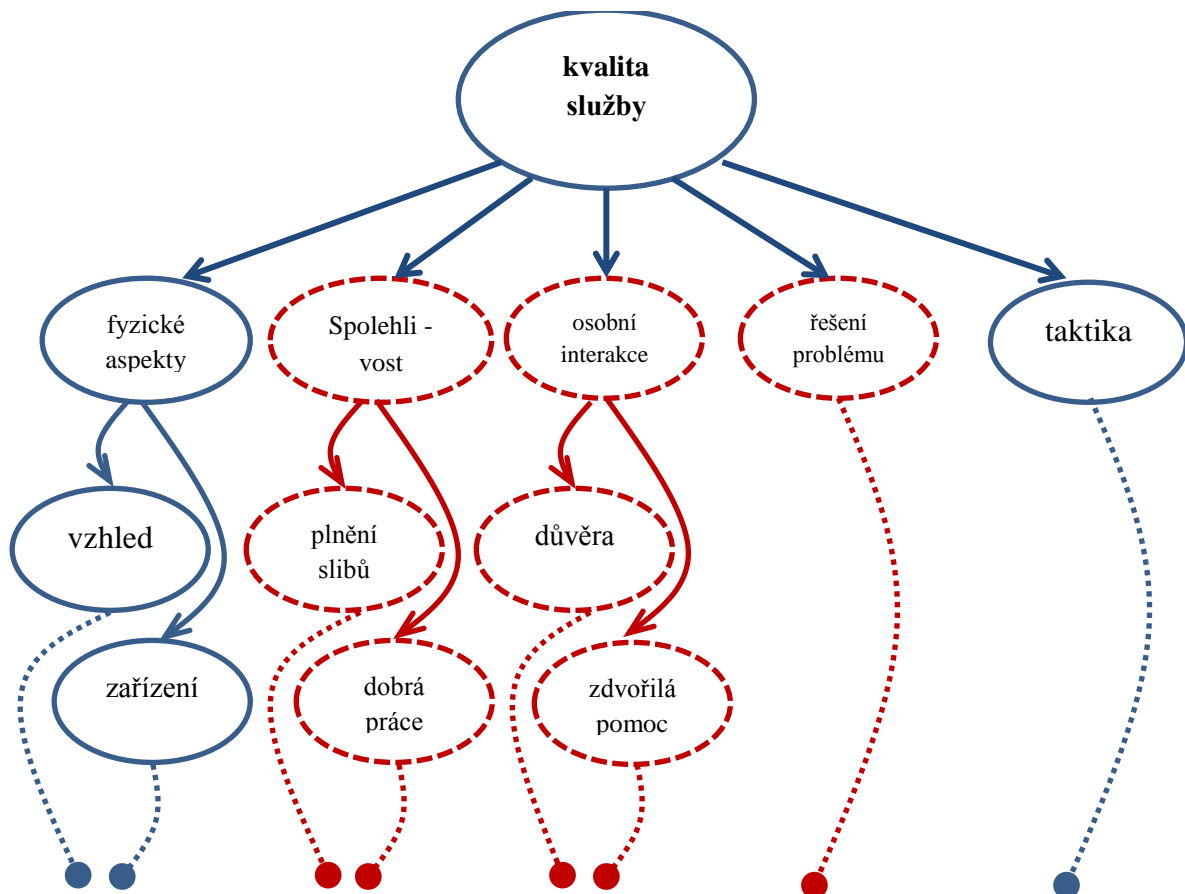 kvalita
služby
fyzické
aspekty
Spolehli -
vost
osobní
interakce
řešení
problému
taktika
vzhled
plnění
slibů
důvěra
zařízení
dobrá
práce
zdvořilá
pomoc